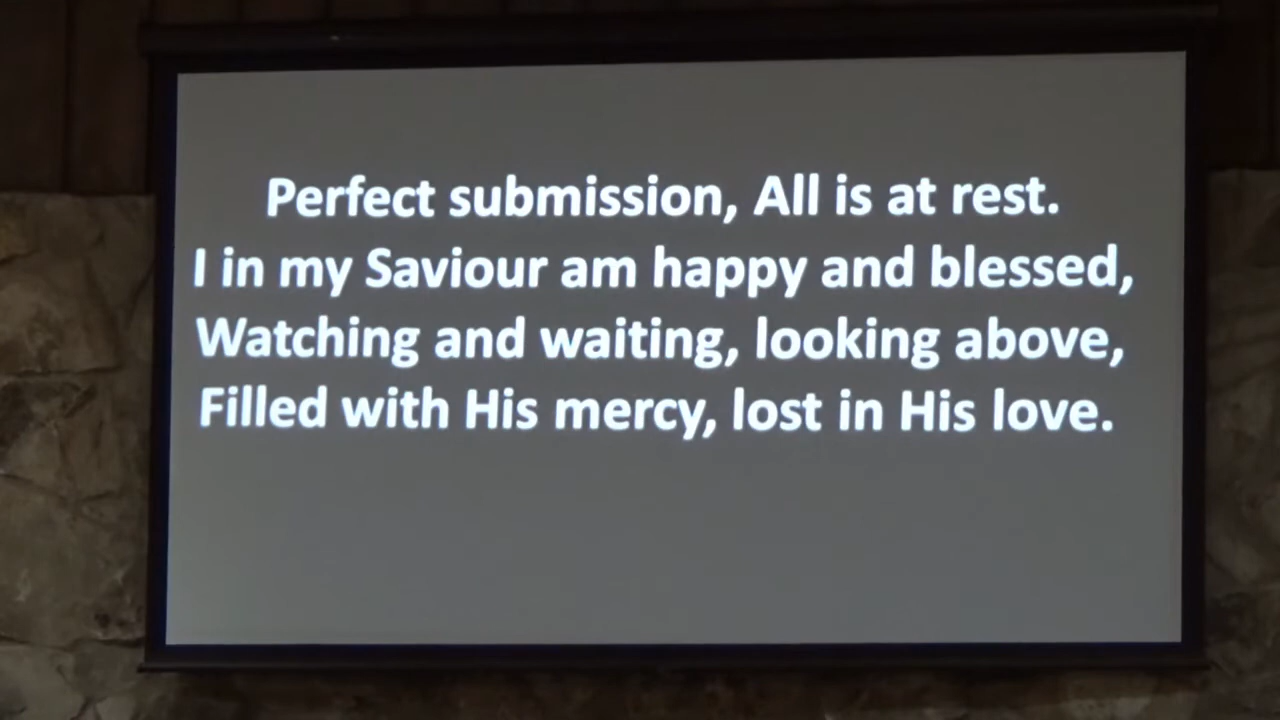 Perfect submission, All is at rest.
I in my Saviour am happy and blessed,
Watching and waiting, looking above,
Filled with His mercy, lost in His love.